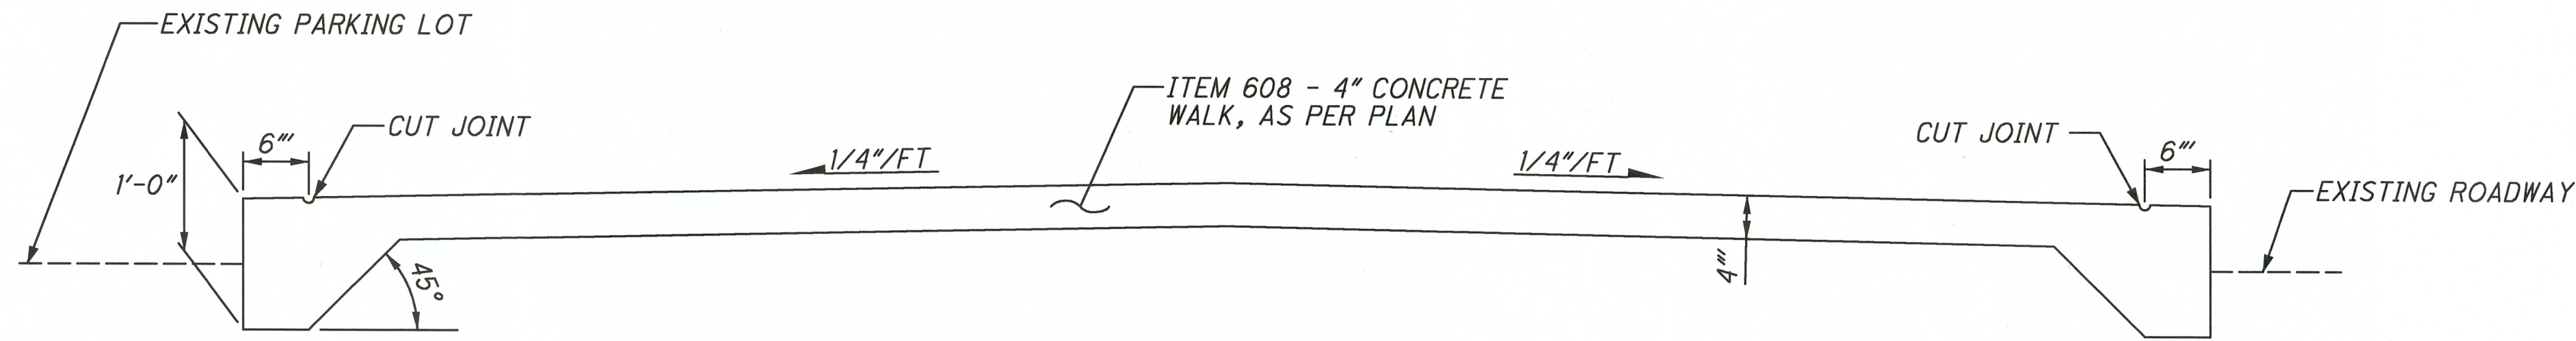 EXISTING PARKING LOT
ITEM 608 - 4" CONCRETE
WALK, AS PER PLAN
CUT JOINT
CUT JOINT
6"'
6"'
1/4"/FT
1/4"/FT
1'-0"
EXISTING ROADWAY
4"'
45°